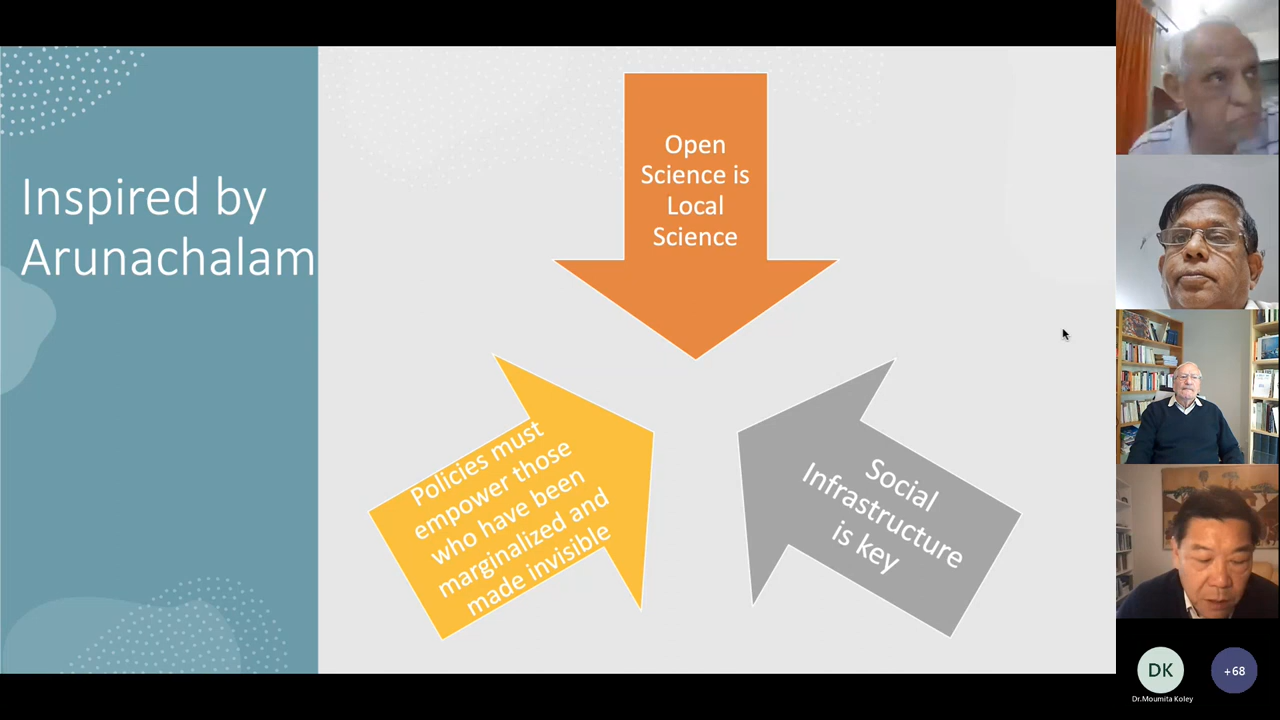 Inspired by
Arunachalam
Open
Science is
Local
Science
Policies must
empower those
who have been
marginalized and
made invisible
Social
Infrastructure
is key
DK
+68
Dr.Moumita Koley